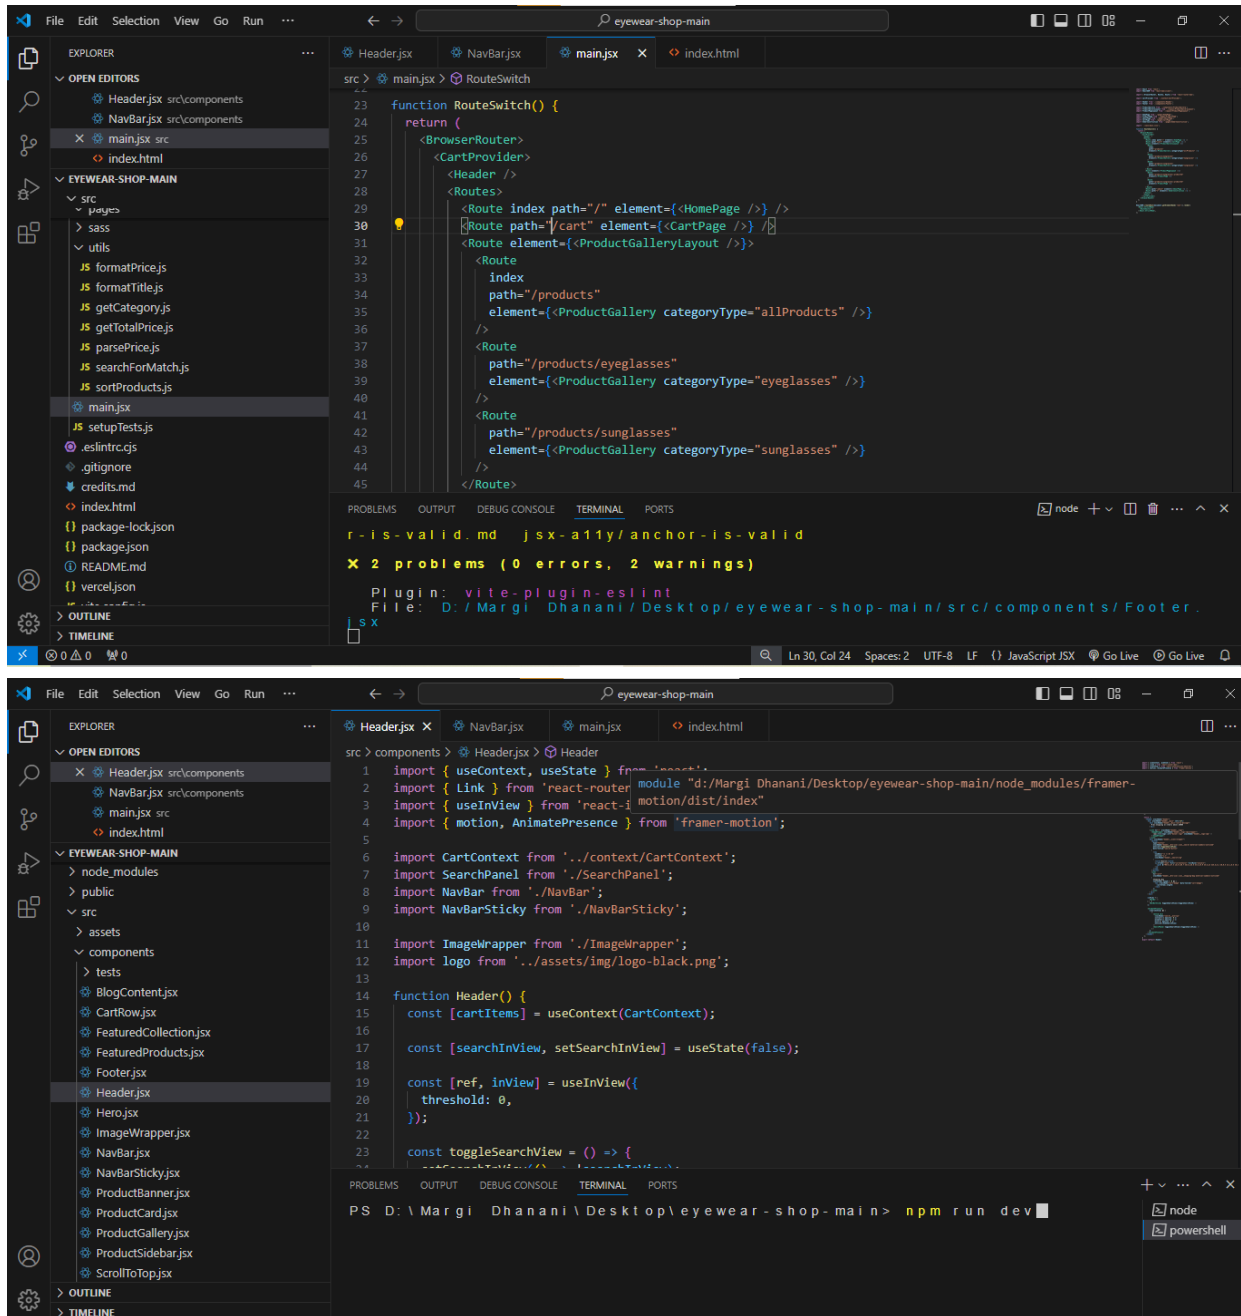 File Edit Selection View Go Run ··· eyewear-shop-main
EXPLORER ···
OPEN EDITORS
Header.jsx src\components
NavBar.jsx src\components
main.jsx src
index.html
EYEWEAR-SHOP-MAIN
src
pages
sass
utils
JS formatPrice.js
JS formatTitle.js
JS getCategory.js
JS getTotalPrice.js
JS parsePrice.js
JS searchForMatch.js
JS sortProducts.js
main.jsx
JS setupTests.js
.eslintrc.cjs
.gitignore
credits.md
index.html
{} package-lock.json
{} package.json
README.md
{} vercel.json
OUTLINE
TIMELINE
Header.jsx NavBar.jsx main.jsx index.html
src > main.jsx > RouteSwitch
23 function RouteSwitch() {
24 return (
25 <BrowserRouter>
26 <CartProvider>
27 <Header />
28 <Routes>
29 <Route index path="/" element={<HomePage />} />
30 <Route path="/cart" element={<CartPage />} />
31 <Route element={<ProductGalleryLayout />}>
32 <Route
33 index
34 path="/products"
35 element={<ProductGallery categoryType="allProducts" />}
36 />
37 <Route
38 path="/products/eyeglasses"
39 element={<ProductGallery categoryType="eyeglasses" />}
40 />
41 <Route
42 path="/products/sunglasses"
43 element={<ProductGallery categoryType="sunglasses" />}
44 />
45 </Route>
PROBLEMS OUTPUT DEBUG CONSOLE TERMINAL PORTS node
r-is-valid.md jsx-a11y/anchor-is-valid
✖ 2 problems (0 errors, 2 warnings)
Plugin: vite-plugin-eslint
File: D:/Margi Dhanani/Desktop/eyewear-shop-main/src/components/Footer.
jsx
0 0 0 Ln 30, Col 24 Spaces: 2 UTF-8 LF {} JavaScript JSX Go Live Go Live
File Edit Selection View Go Run ··· eyewear-shop-main
EXPLORER ···
OPEN EDITORS
Header.jsx src\components
NavBar.jsx src\components
main.jsx src
index.html
EYEWEAR-SHOP-MAIN
node_modules
public
src
assets
components
tests
BlogContent.jsx
CartRow.jsx
FeaturedCollection.jsx
FeaturedProducts.jsx
Footer.jsx
Header.jsx
Hero.jsx
ImageWrapper.jsx
NavBar.jsx
NavBarSticky.jsx
ProductBanner.jsx
ProductCard.jsx
ProductGallery.jsx
ProductSidebar.jsx
ScrollToTop.jsx
OUTLINE
TIMELINE
Header.jsx NavBar.jsx main.jsx index.html
src > components > Header.jsx > Header
1 import { useContext, useState } from 'react';
2 import { Link } from 'react-router
3 import { useInView } from 'react-i
module "d:/Margi Dhanani/Desktop/eyewear-shop-main/node_modules/framer-
motion/dist/index"
4 import { motion, AnimatePresence } from 'framer-motion';
5
6 import CartContext from '../context/CartContext';
7 import SearchPanel from './SearchPanel';
8 import NavBar from './NavBar';
9 import NavBarSticky from './NavBarSticky';
10
11 import ImageWrapper from './ImageWrapper';
12 import logo from '../assets/img/logo-black.png';
13
14 function Header() {
15 const [cartItems] = useContext(CartContext);
16
17 const [searchInView, setSearchInView] = useState(false);
18
19 const [ref, inView] = useInView({
20 threshold: 0,
21 });
22
23 const toggleSearchView = () => {
PROBLEMS OUTPUT DEBUG CONSOLE TERMINAL PORTS
PS D:\Margi Dhanani\Desktop\eyewear-shop-main> npm run dev
node
powershell